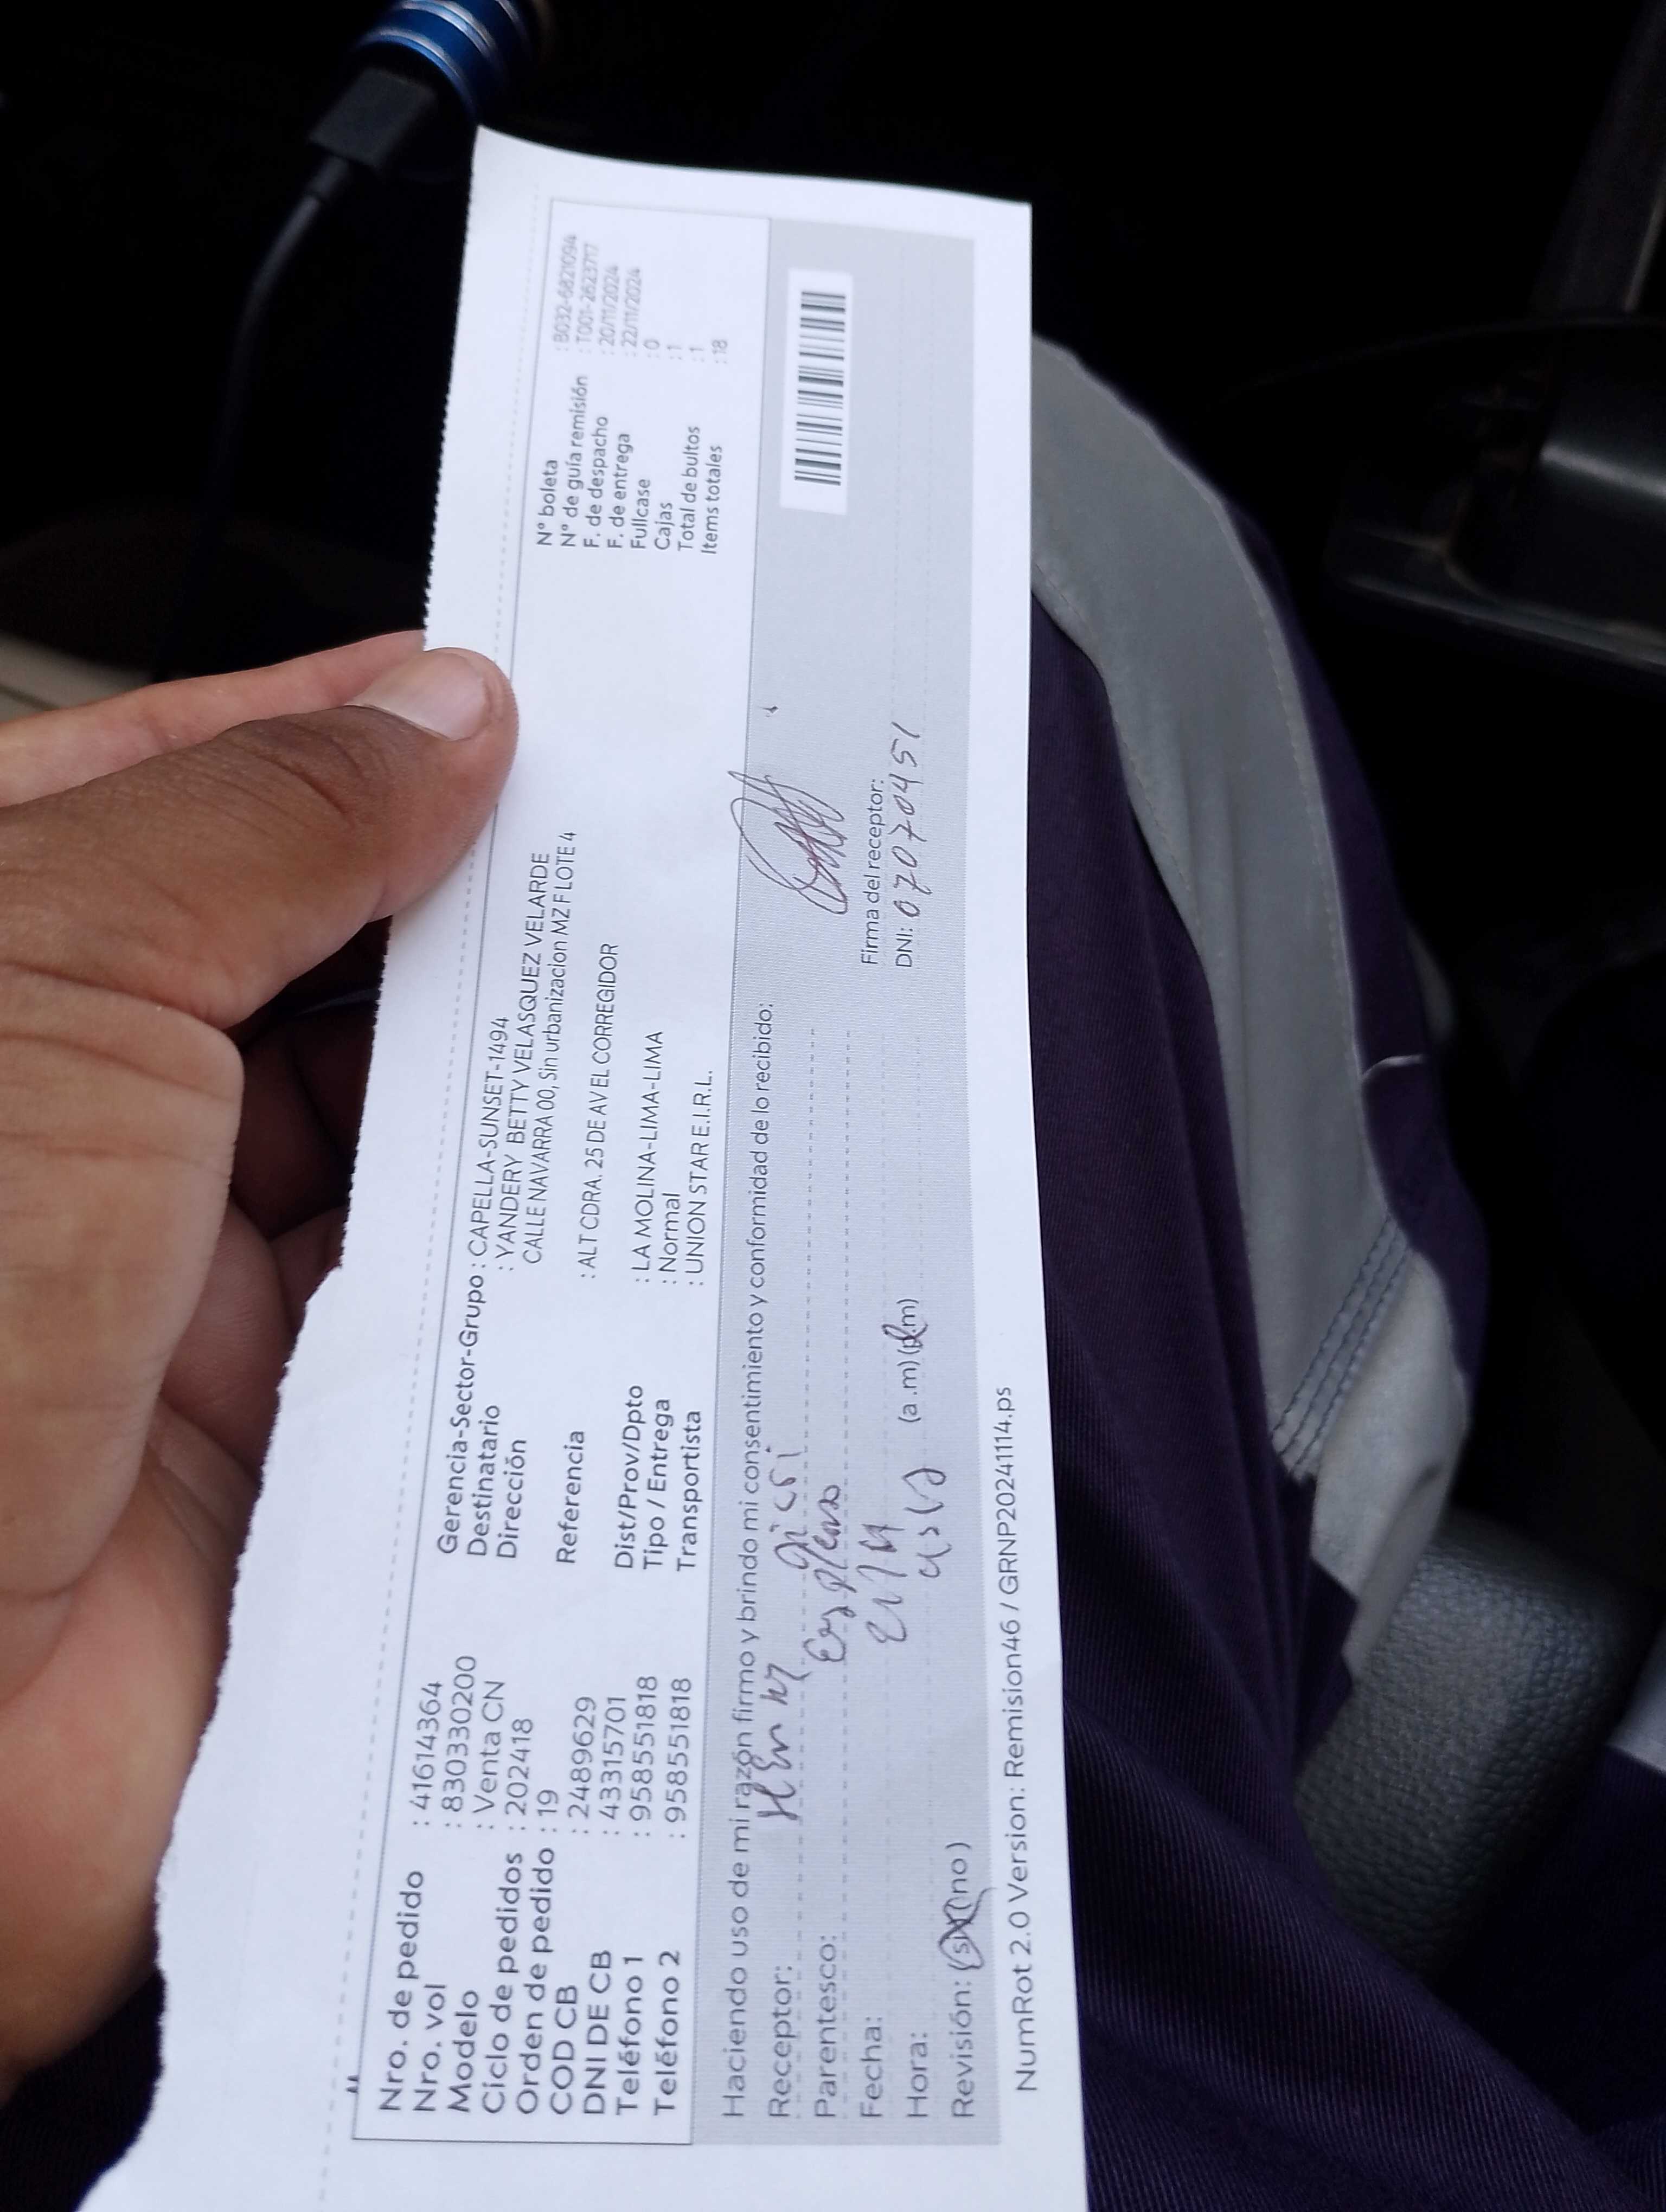 Nro. de pedido : 41614364
Nro. vol : 830330200
Modelo : Venta CN
Ciclo de pedidos : 202418
Orden de pedido : 19
COD CB : 2489629
DNI DE CB : 43315701
Teléfono 1 : 958551818
Teléfono 2 : 958551818
Gerencia-Sector-Grupo : CAPELLA-SUNSET-1494
Destinatario : YANDERY BETTY VELASQUEZ VELARDE
Dirección CALLE NAVARRA 00, Sin urbanizacion MZ F LOTE 4
Referencia : ALT CDRA. 25 DE AV EL CORREGIDOR
Dist/Prov/Dpto : LA MOLINA-LIMA-LIMA
Tipo / Entrega : Normal
Transportista : UNION STAR E.I.R.L.
N° boleta : B032-6821094
N° de guía remisión : T001-2623717
F. de despacho : 20/11/2024
F. de entrega : 22/11/2024
Fullcase : 0
Cajas : 1
Total de bultos : 1
Items totales : 18
Haciendo uso de mi razón firmo y brindo mi consentimiento y conformidad de lo recibido:
Receptor:
Parentesco:
Fecha:
Hora: (a.m) (p.m)
Revisión: (si) (no)
Firma del receptor:
DNI: 07070451
NumRot 2.0 Version: Remision46 / GRNP20241114.ps